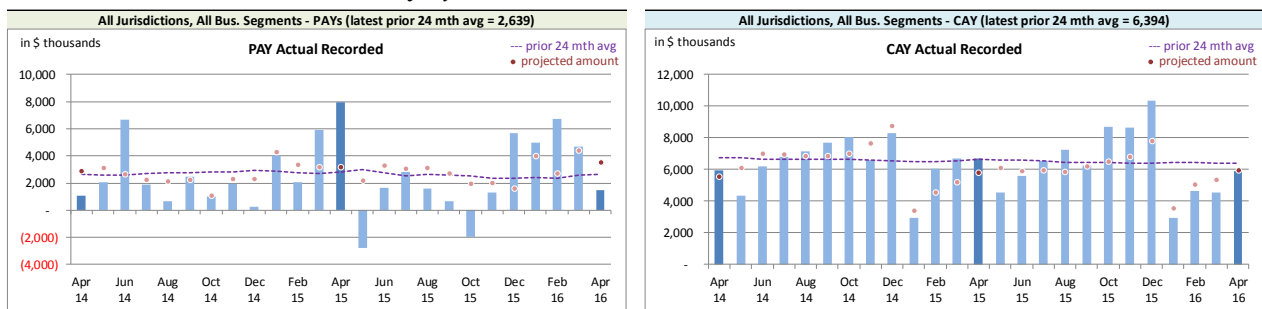 All Jurisdictions, All Bus. Segments - PAYs (latest prior 24 mth avg = 2,639)
in $ thousands
PAY Actual Recorded
--- prior 24 mth avg
• projected amount
10,000
8,000
6,000
4,000
2,000
-
(2,000)
(4,000)
Apr Jun Aug Oct Dec Feb Apr Jun Aug Oct Dec Feb Apr
14 14 14 14 14 15 15 15 15 15 15 16 16
All Jurisdictions, All Bus. Segments - CAY (latest prior 24 mth avg = 6,394)
in $ thousands
CAY Actual Recorded
--- prior 24 mth avg
• projected amount
12,000
10,000
8,000
6,000
4,000
2,000
-
Apr Jun Aug Oct Dec Feb Apr Jun Aug Oct Dec Feb Apr
14 14 14 14 14 15 15 15 15 15 15 16 16